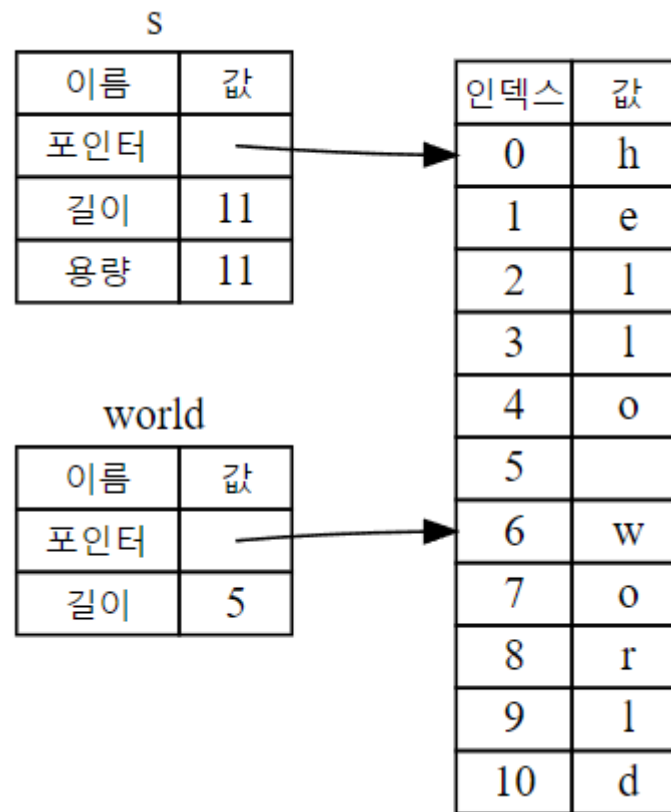 s
이름 값
포인터
길이 11
용량 11
world
이름 값
포인터
길이 5
인덱스 값
0 h
1 e
2 l
3 l
4 o
5
6 w
7 o
8 r
9 l
10 d